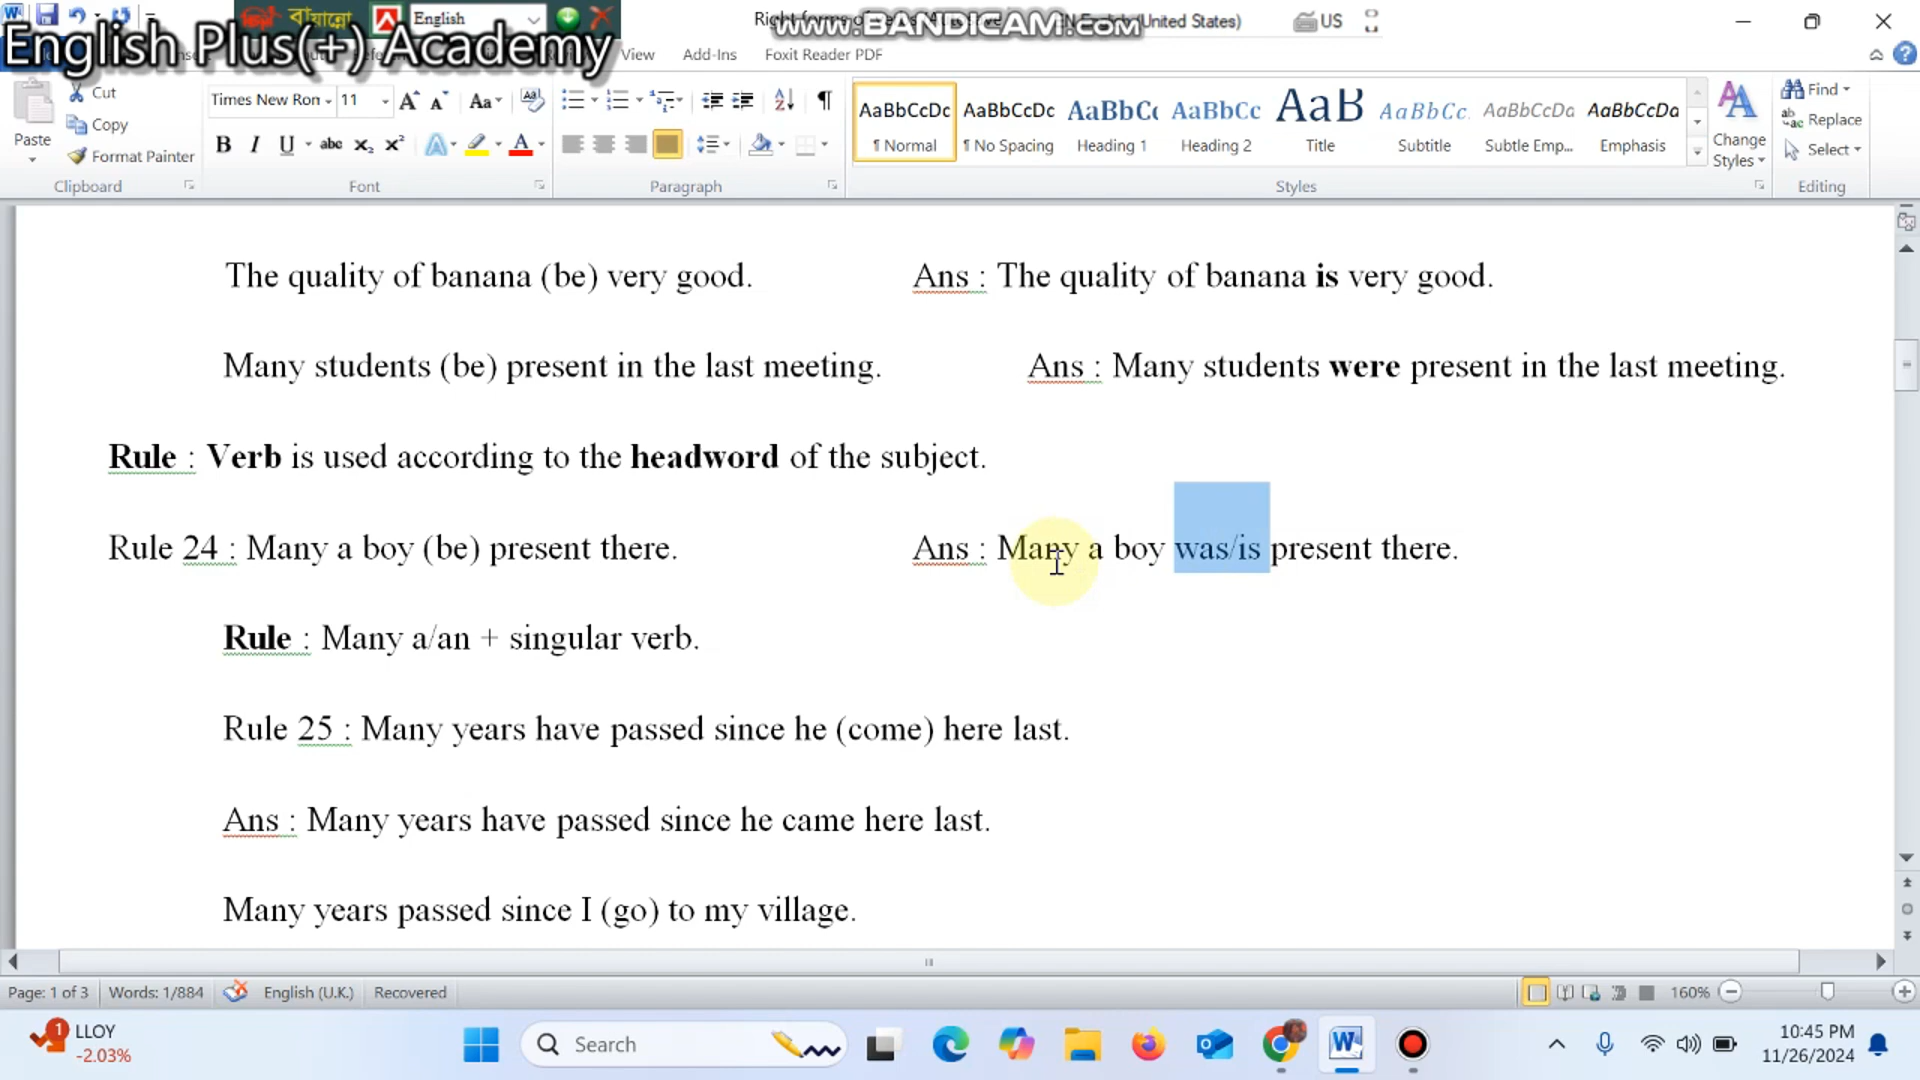 English
www.BANDICAM.com
EN English (United States)
US
English Plus(+) Academy
View
Add-Ins
Foxit Reader PDF
Paste
Cut
Copy
Format Painter
Clipboard
Times New Ron
11
Font
Paragraph
AaBbCcDc AaBbCcDc AaBbC( AaBbCc AaB AaBbCc. AaBbCcDa AaBbCcDa
¶ Normal ¶ No Spacing Heading 1 Heading 2 Title Subtitle Subtle Emp... Emphasis
Styles
Change
Styles
Find
Replace
Select
Editing
The quality of banana (be) very good. Ans : The quality of banana is very good.
Many students (be) present in the last meeting. Ans : Many students were present in the last meeting.
Rule : Verb is used according to the headword of the subject.
Rule 24 : Many a boy (be) present there. Ans : Many a boy was/is present there.
Rule : Many a/an + singular verb.
Rule 25 : Many years have passed since he (come) here last.
Ans : Many years have passed since he came here last.
Many years passed since I (go) to my village.
Page: 1 of 3 Words: 1/884 English (U.K.) Recovered 160%
1
LLOY
-2.03%
Search
10:45 PM
11/26/2024